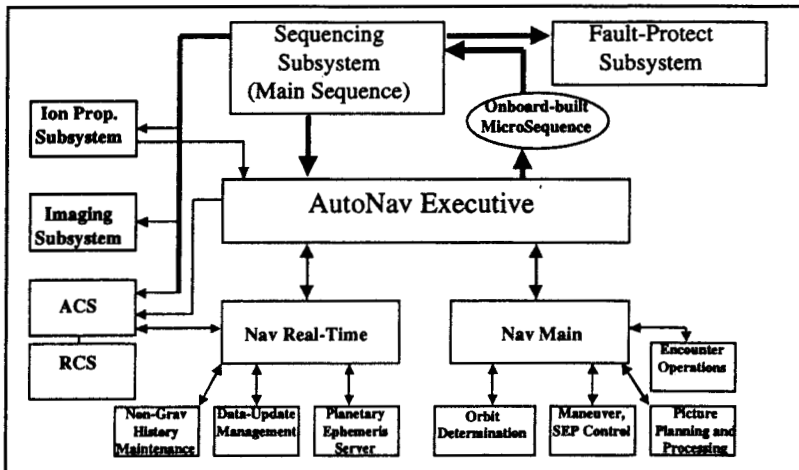 Sequencing
Subsystem
(Main Sequence)
Fault-Protect
Subsystem
Ion Prop.
Subsystem
Onboard-built
MicroSequence
Imaging
Subsystem
AutoNav Executive
ACS
RCS
Nav Real-Time
Nav Main
Encounter
Operations
Non-Grav
History
Maintenance
Data-Update
Management
Planetary
Ephemeris
Server
Orbit
Determination
Maneuver,
SEP Control
Picture
Planning and
Processing